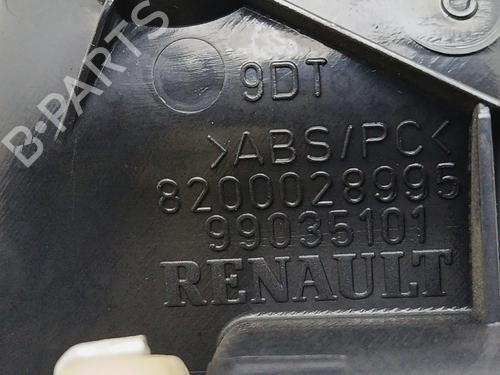 B-PARTS
9DT
>ABS/PC<
8200028995
99035101
RENAULT